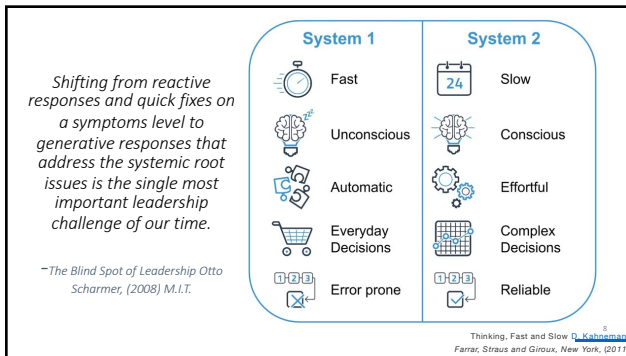 Shifting from reactive
responses and quick fixes on
a symptoms level to
generative responses that
address the systemic root
issues is the single most
important leadership
challenge of our time.
-The Blind Spot of Leadership Otto
Scharmer, (2008) M.I.T.
System 1
Fast
zzz
Unconscious
Automatic
Everyday
Decisions
1 2 3
Error prone
System 2
24
Slow
Conscious
Effortful
Complex
Decisions
1 2 3
Reliable
8
Thinking, Fast and Slow D. Kahneman
Farrar, Straus and Giroux, New York, (2011